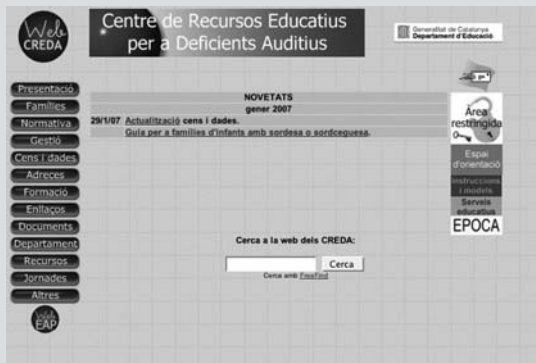 Web
CREDA
Centre de Recursos Educatius
per a Deficients Auditius
Generalitat de Catalunya
Departament d'Educació
Presentació
Famílies
Normativa
Gestió
Cens i dades
Adreces
Formació
Enllaços
Documents
Departament
Recursos
Jornades
Altres
Web
EAP
NOVETATS
gener 2007
29/1/07 Actualització cens i dades.
Guia per a famílies d'infants amb sordesa o sordceguesa.
Cerca a la web dels CREDA:
Cerca
Cerca amb FreeFind
Àrea
restringida
Espai
d'orientació
Instruccions
i models
Serveis
educatius
EPOCA